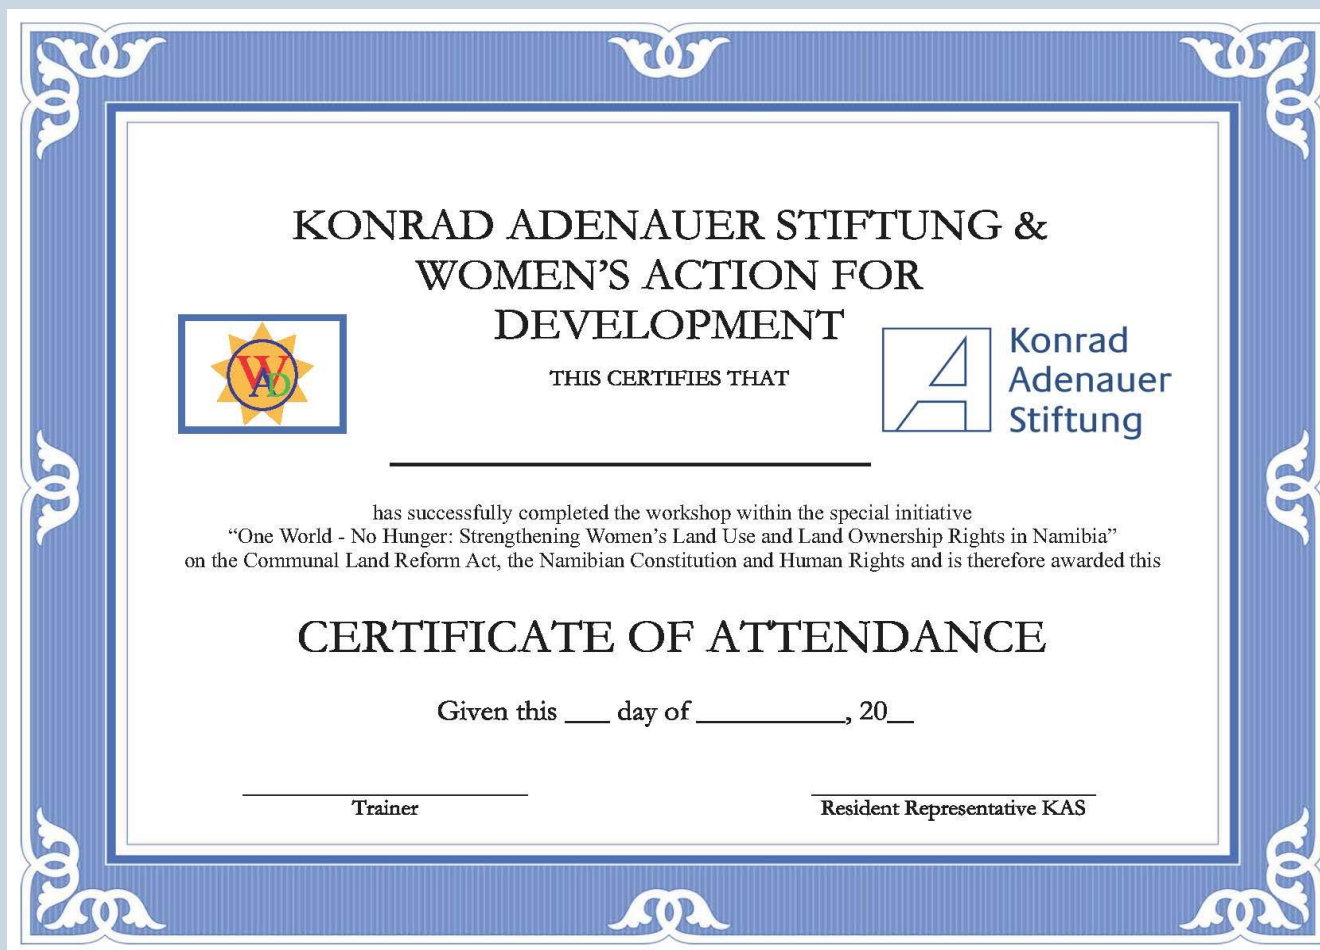 KONRAD ADENAUER STIFTUNG &
WOMEN'S ACTION FOR
DEVELOPMENT
WAD
Konrad
Adenauer
Stiftung
THIS CERTIFIES THAT
has successfully completed the workshop within the special initiative
“One World - No Hunger: Strengthening Women’s Land Use and Land Ownership Rights in Namibia”
on the Communal Land Reform Act, the Namibian Constitution and Human Rights and is therefore awarded this
CERTIFICATE OF ATTENDANCE
Given this ___ day of __________, 20__
Trainer
Resident Representative KAS